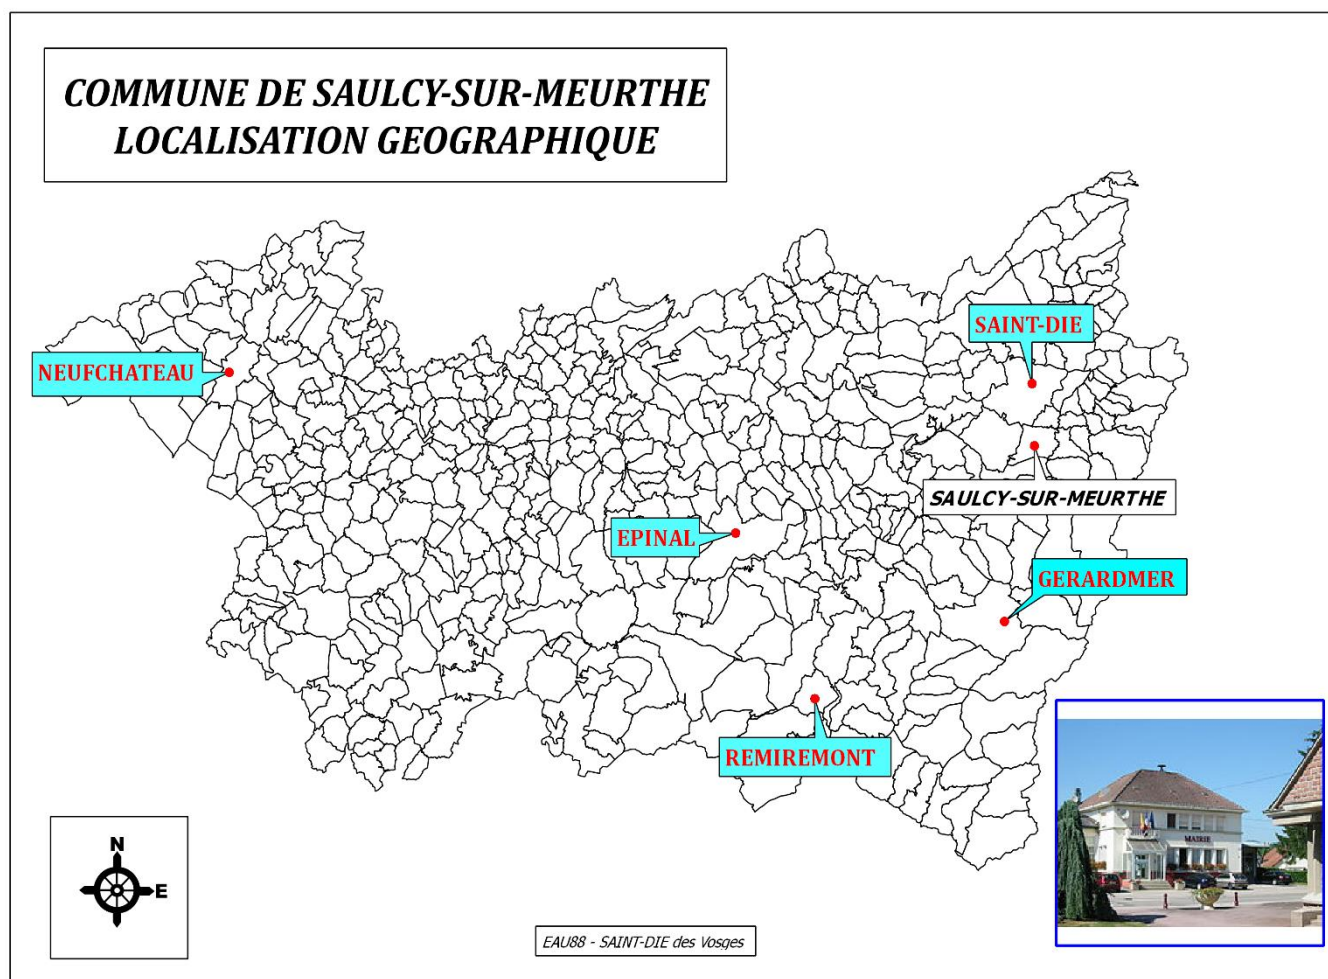 COMMUNE DE SAULCY-SUR-MEURTHE
LOCALISATION GEOGRAPHIQUE
SAINT-DIE
NEUFCHATEAU
SAULCY-SUR-MEURTHE
EPINAL
GERARDMER
REMIREMONT
MAIRIE
N
E
EAU88 - SAINT-DIE des Vosges